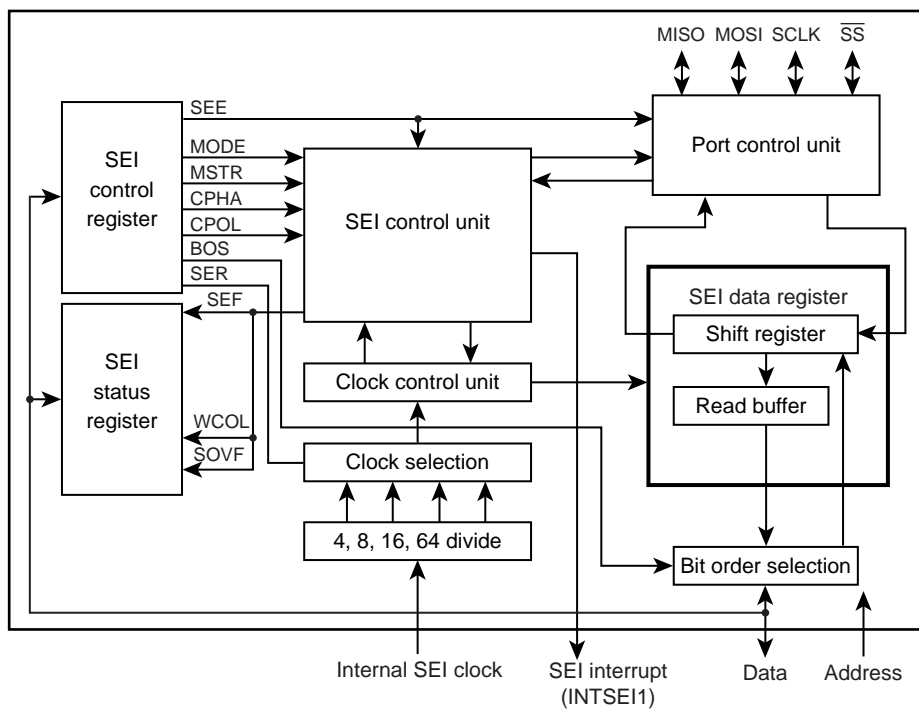 MISO MOSI SCLK SS
SEE
MODE
MSTR
CPHA
CPOL
BOS
SER
SEF
WCOL
SOVF
SEI
control
register
SEI
status
register
SEI control unit
Port control unit
SEI data register
Shift register
Read buffer
Clock control unit
Clock selection
4, 8, 16, 64 divide
Bit order selection
Internal SEI clock
SEI interrupt
(INTSEI1)
Data
Address